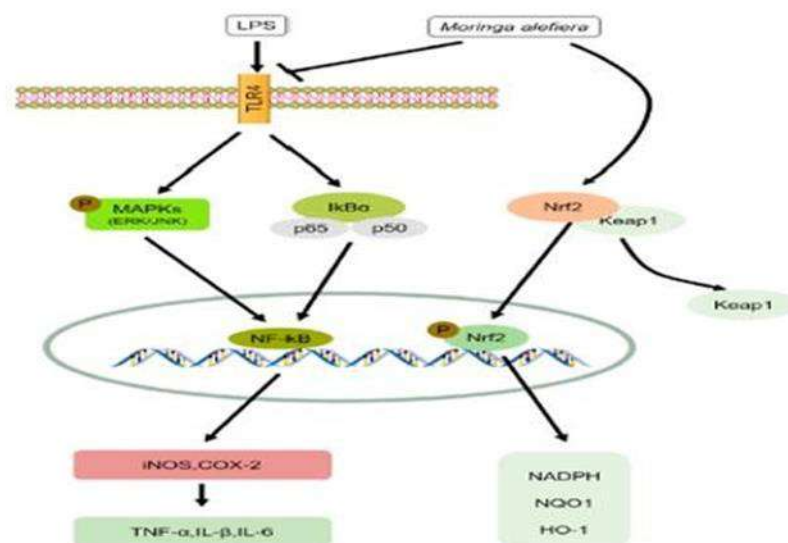 LPS
Moringa alefiera
TLR4
P
MAPKs
(ERK/JNK)
IkBα
p65
p50
Nrf2
Keap1
Keap1
NF-kB
P
Nrf2
iNOS,COX-2
TNF-α,IL-β,IL-6
NADPH
NQO1
HO-1